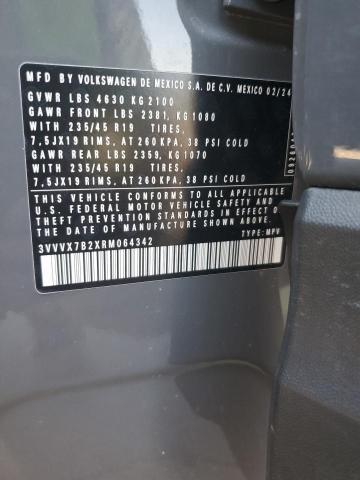 MFD BY VOLKSWAGEN DE MEXICO S.A. DE C.V. MEXICO 02/24
GVWR LBS 4630 KG 2100
GAWR FRONT LBS 2381, KG 1080
WITH 235/45 R19 TIRES,
7,5JX19 RIMS, AT 260 KPA, 38 PSI COLD
GAWR REAR LBS 2359, KG 1070
WITH 235/45 R19 TIRES,
7,5JX19 RIMS, AT 260 KPA, 38 PSI COLD
THIS VEHICLE CONFORMS TO ALL APPLICABLE
U.S. FEDERAL MOTOR VEHICLE SAFETY AND
THEFT PREVENTION STANDARDS IN EFFECT ON
THE DATE OF MANUFACTURE SHOWN ABOVE.
3VVVX7B2XRM064342 TYPE: MPV